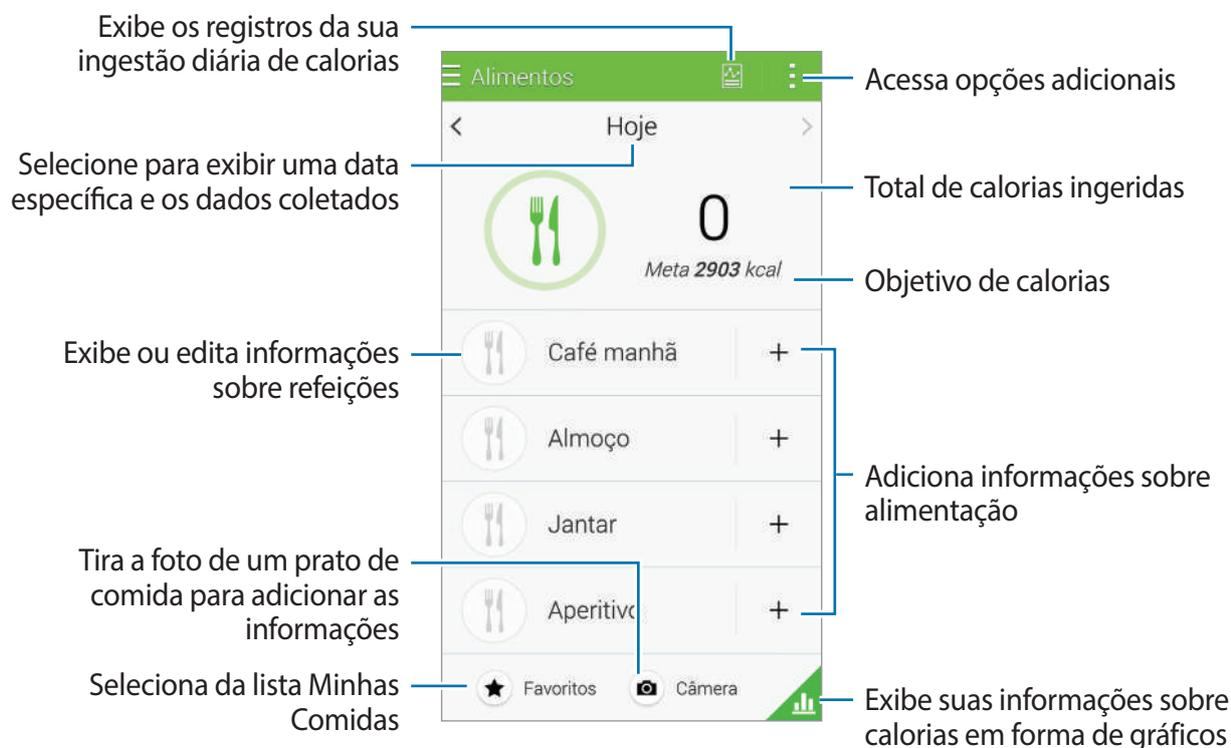 Exibe os registros da sua
ingestão diária de calorias
Alimentos
Acessa opções adicionais
Hoje
Selecione para exibir uma data
específica e os dados coletados
Total de calorias ingeridas
0
Meta 2903 kcal
Objetivo de calorias
Exibe ou edita informações
sobre refeições
Café manhã
Almoço
Adiciona informações sobre
alimentação
Jantar
Tira a foto de um prato de
comida para adicionar as
informações
Aperitivo
Seleciona da lista Minhas
Comidas
Favoritos
Câmera
Exibe suas informações sobre
calorias em forma de gráficos